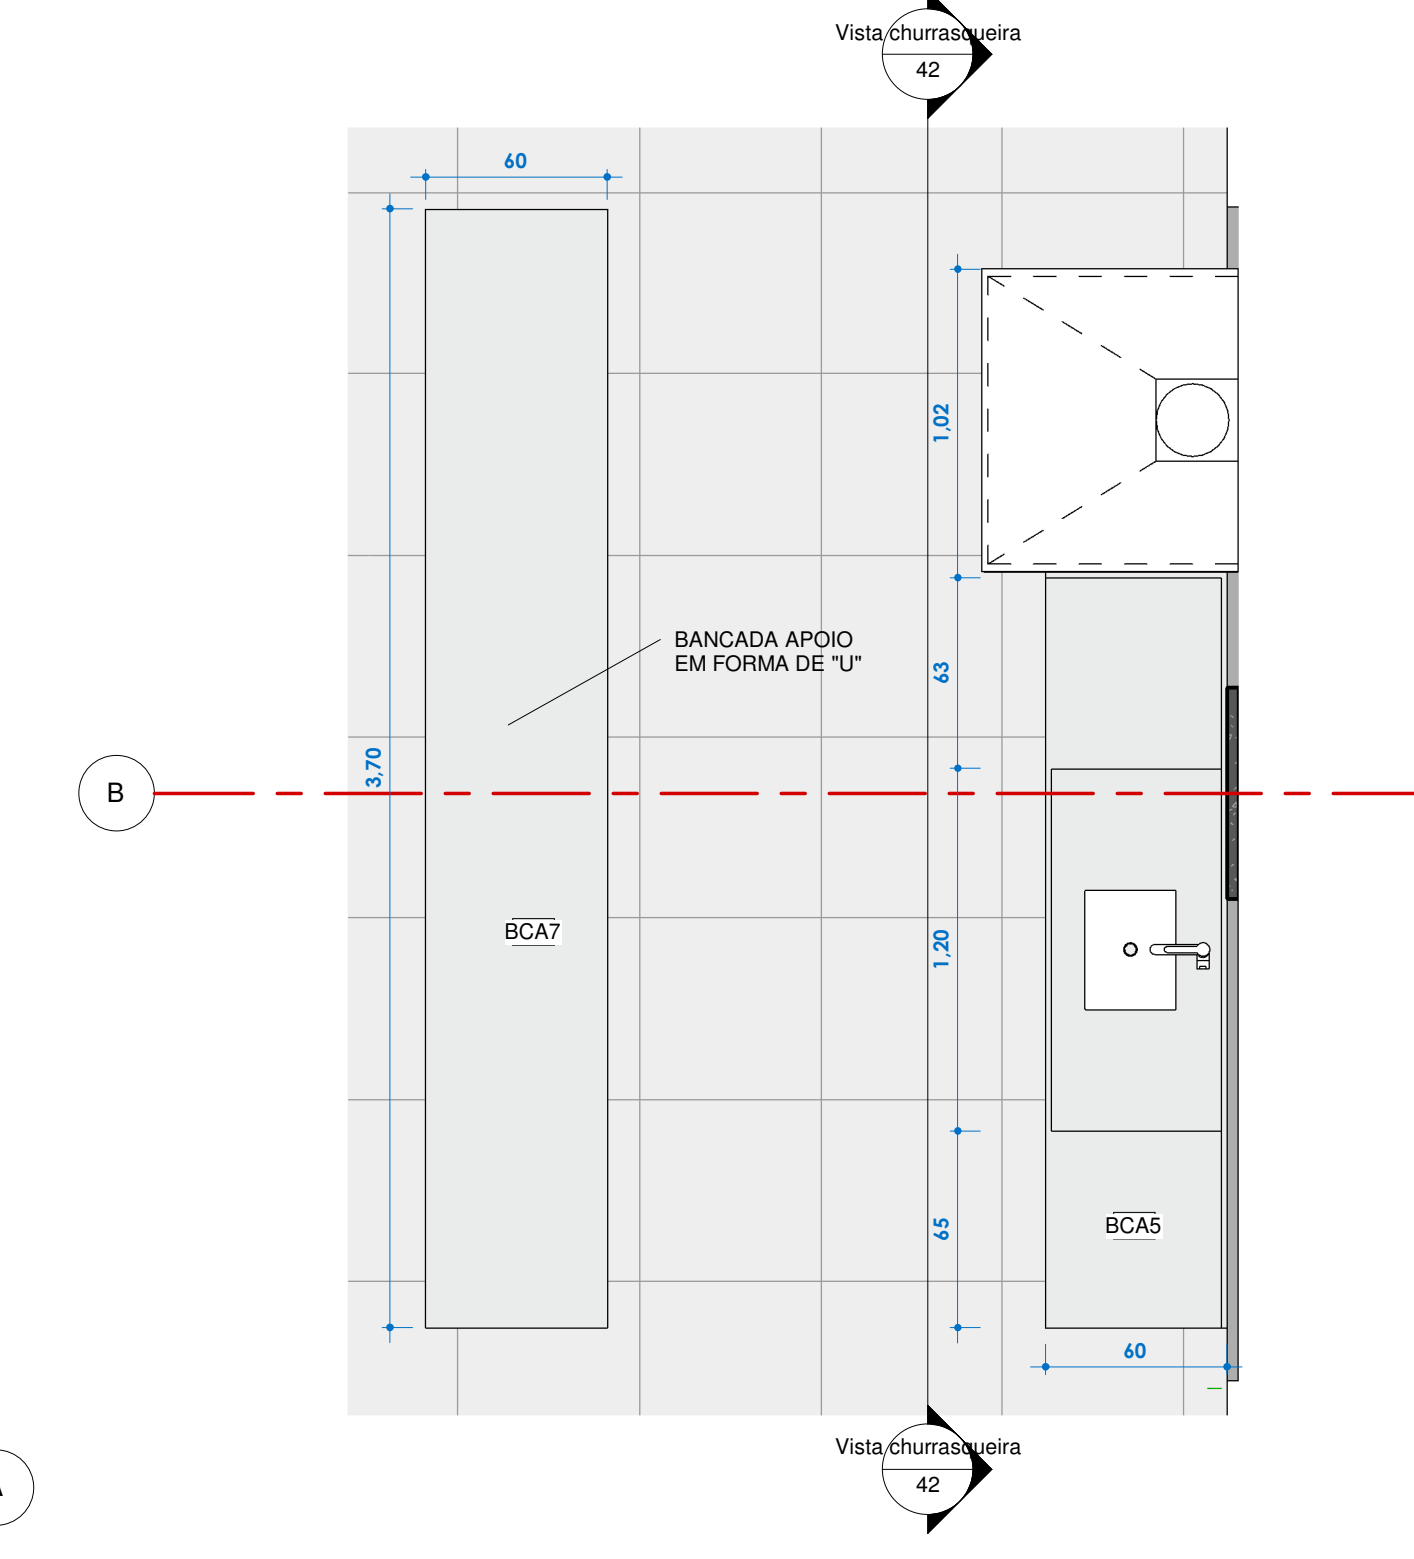 Vista churrasqueira
42
60
1,02
BANCADA APOIO
EM FORMA DE "U"
63
3,70
B
BCA7
1,20
BCA5
65
60
Vista churrasqueira
42